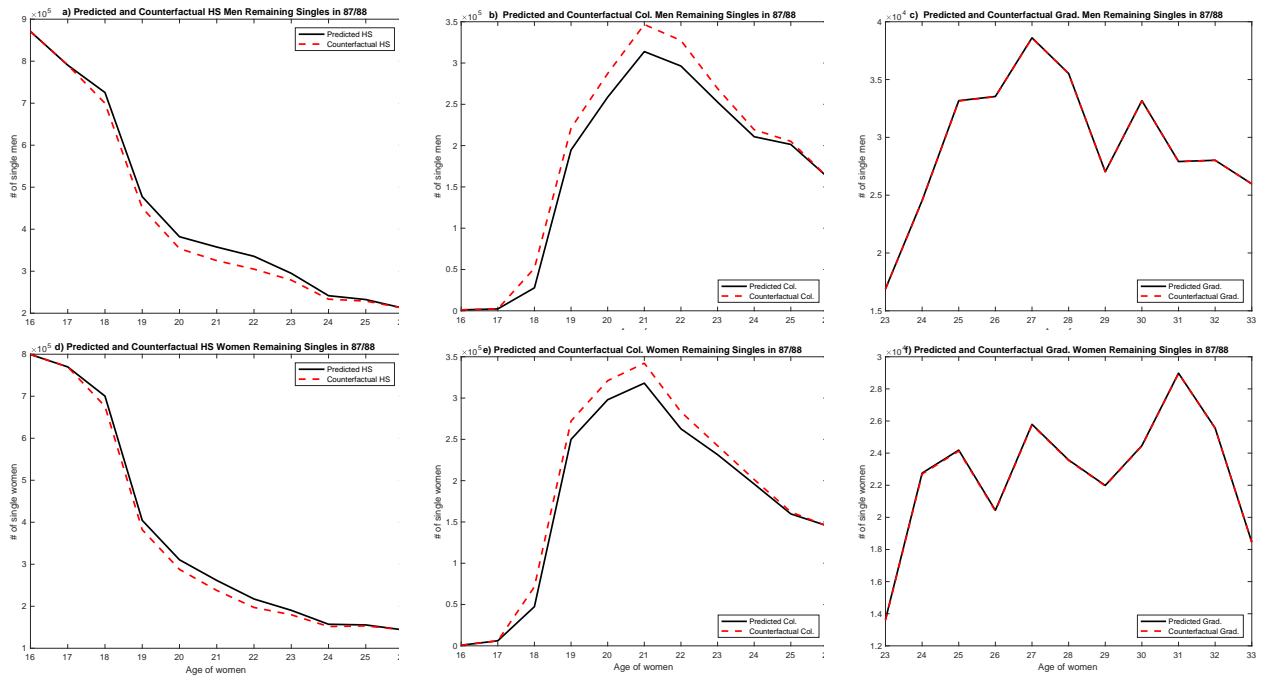 a) Predicted and Counterfactual HS Men Remaining Singles in 87/88
×10^5
# of single men
9
8
7
6
5
4
3
2
16 17 18 19 20 21 22 23 24 25
Predicted HS
Counterfactual HS
b) Predicted and Counterfactual Col. Men Remaining Singles in 87/88
×10^5
# of single men
3.5
3
2.5
2
1.5
1
0.5
0
16 17 18 19 20 21 22 23 24 25
Age of women
Predicted Col.
Counterfactual Col.
c) Predicted and Counterfactual Grad. Men Remaining Singles in 87/88
×10^4
# of single men
4
3.5
3
2.5
2
1.5
23 24 25 26 27 28 29 30 31 32 33
Age of women
Predicted Grad.
Counterfactual Grad.
d) Predicted and Counterfactual HS Women Remaining Singles in 87/88
×10^5
# of single women
8
7
6
5
4
3
2
1
16 17 18 19 20 21 22 23 24 25
Age of women
Predicted HS
Counterfactual HS
e) Predicted and Counterfactual Col. Women Remaining Singles in 87/88
×10^5
# of single women
3.5
3
2.5
2
1.5
1
0.5
0
16 17 18 19 20 21 22 23 24 25
Age of women
Predicted Col.
Counterfactual Col.
f) Predicted and Counterfactual Grad. Women Remaining Singles in 87/88
×10^4
# of single women
3
2.8
2.6
2.4
2.2
2
1.8
1.6
1.4
1.2
23 24 25 26 27 28 29 30 31 32 33
Age of women
Predicted Grad.
Counterfactual Grad.